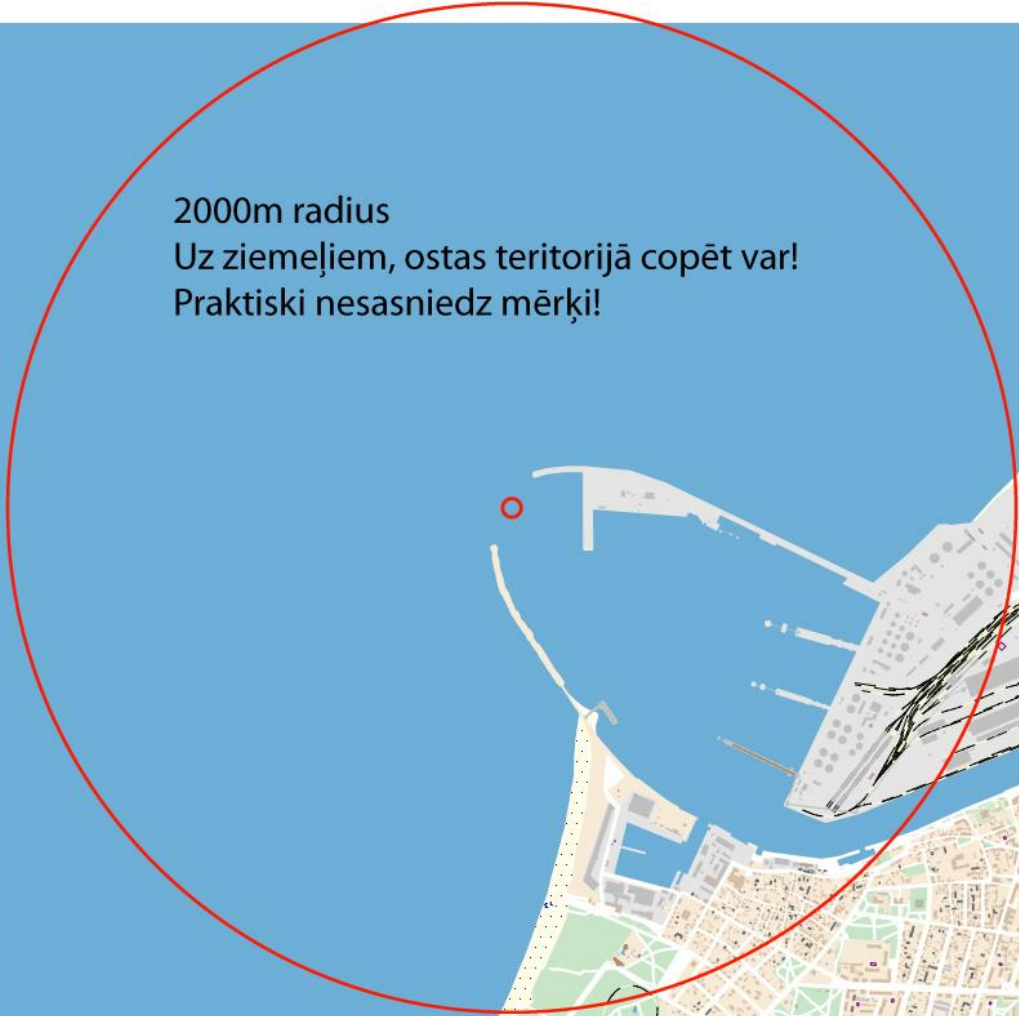 2000m radius
Uz ziemeļiem, ostas teritorijā copēt var!
Praktiski nesasniedz mērķi!